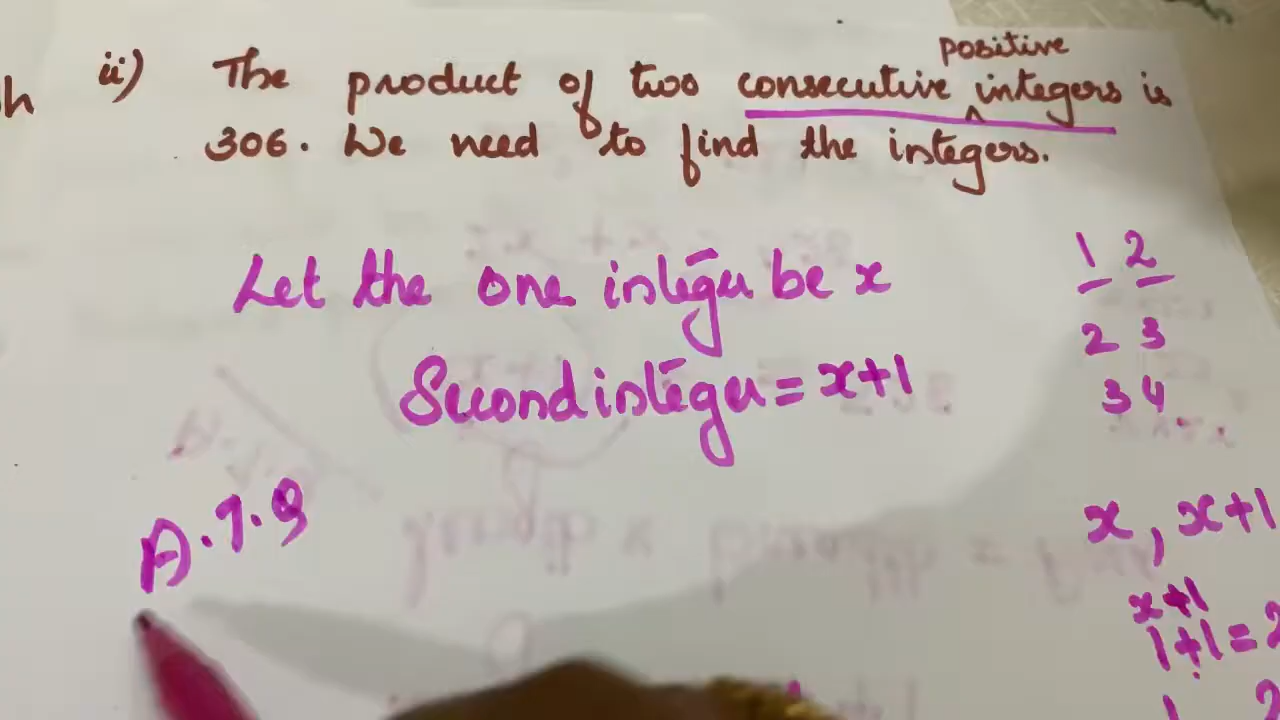 ii) The product of two consecutive positive integers is
306. We need to find the integers.
Let the one integer be x
Second integer = x+1
1 2
2 3
3 4
A.T.Q
x, x+1
x+1
1+1=2